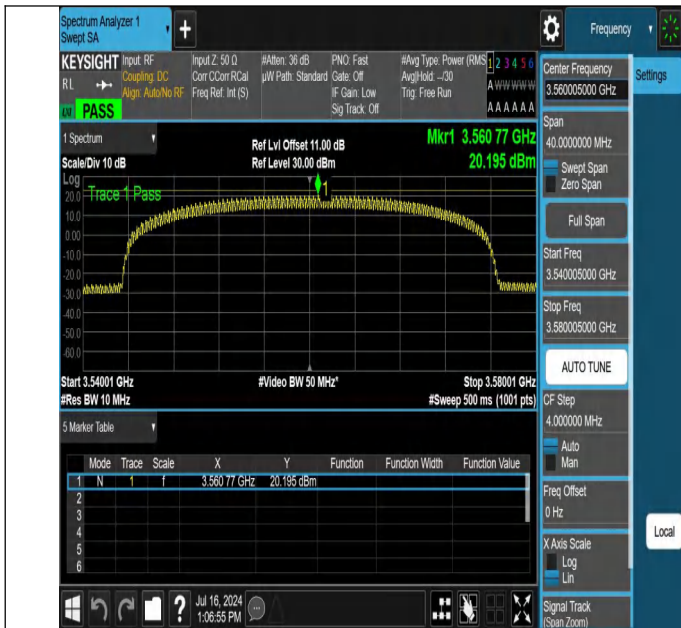 Spectrum Analyzer 1
Swept SA
+
Frequency
KEYSIGHT
RL
PASS
Input: RF
Coupling: DC
Align: Auto/No RF
Input Z: 50 Ω
Corr CCorr RCal
Freq Ref: Int (S)
#Atten: 36 dB
µW Path: Standard
PNO: Fast
Gate: Off
IF Gain: Low
Sig Track: Off
#Avg Type: Power (RMS
Avg|Hold: --/30
Trig: Free Run
1 2 3 4 5 6
A W W W W W
A A A A A A
1 Spectrum
Scale/Div 10 dB
Ref Lvl Offset 11.00 dB
Ref Level 30.00 dBm
Mkr1 3.560 77 GHz
20.195 dBm
Log
Trace 1 Pass
1
20.0
10.0
0.00
-10.0
-20.0
-30.0
-40.0
-50.0
-60.0
Start 3.54001 GHz
#Res BW 10 MHz
#Video BW 50 MHz*
Stop 3.58001 GHz
#Sweep 500 ms (1001 pts)
5 Marker Table
Mode Trace Scale X Y Function Function Width Function Value
1 N 1 f 3.560 77 GHz 20.195 dBm
2
3
4
5
6
Jul 16, 2024
1:06:55 PM
?
Center Frequency
3.560005000 GHz
Settings
Span
40.0000000 MHz
Swept Span
Zero Span
Full Span
Start Freq
3.540005000 GHz
Stop Freq
3.580005000 GHz
AUTO TUNE
CF Step
4.000000 MHz
Auto
Man
Freq Offset
0 Hz
X Axis Scale
Log
Lin
Local
Signal Track
(Span Zoom)